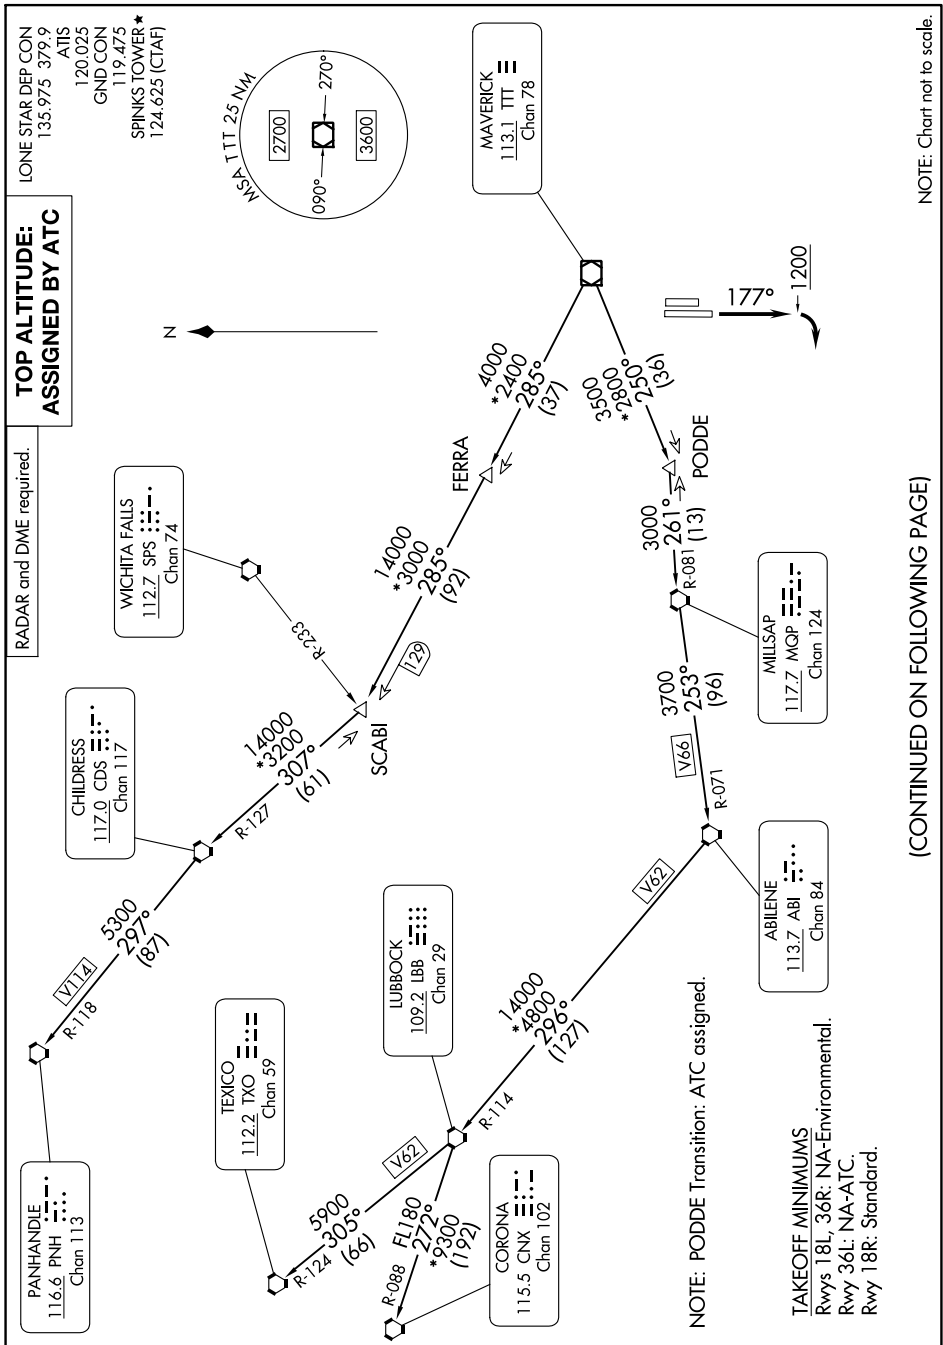 RADAR and DME required.
TOP ALTITUDE:
ASSIGNED BY ATC
LONE STAR DEP CON
135.975 379.9
ATIS
120.025
GND CON
119.475
SPINKS TOWER★
124.625 (CTAF)
MSA TTT 25 NM
2700
090°
270°
3600
N
PANHANDLE
116.6 PNH
Chan 113
CHILDRESS
117.0 CDS
Chan 117
WICHITA FALLS
112.7 SPS
Chan 74
MAVERICK
113.1 TTT
Chan 78
V114
R-118
5300
297°
(87)
R-127
14000
*3200
307°
(61)
R-233
SCABI
129
14000
*3000
285°
(92)
FERRA
4000
*2400
285°
(37)
TEXICO
112.2 TXO
Chan 59
LUBBOCK
109.2 LBB
Chan 29
R-124
5900
305°
(66)
V62
CORONA
115.5 CNX
Chan 102
R-088
FL180
272°
*9300
(192)
R-114
14000
*4800
296°
(127)
V62
ABILENE
113.7 ABI
Chan 84
R-071
V66
3700
253°
(96)
MILLSAP
117.7 MQP
Chan 124
R-081
3000
261°
(13)
PODDE
3500
*2800
250°
(36)
177°
1200
NOTE: PODDE Transition: ATC assigned.
TAKEOFF MINIMUMS
Rwys 18L, 36R: NA-Environmental.
Rwy 36L: NA-ATC.
Rwy 18R: Standard.
(CONTINUED ON FOLLOWING PAGE)
NOTE: Chart not to scale.